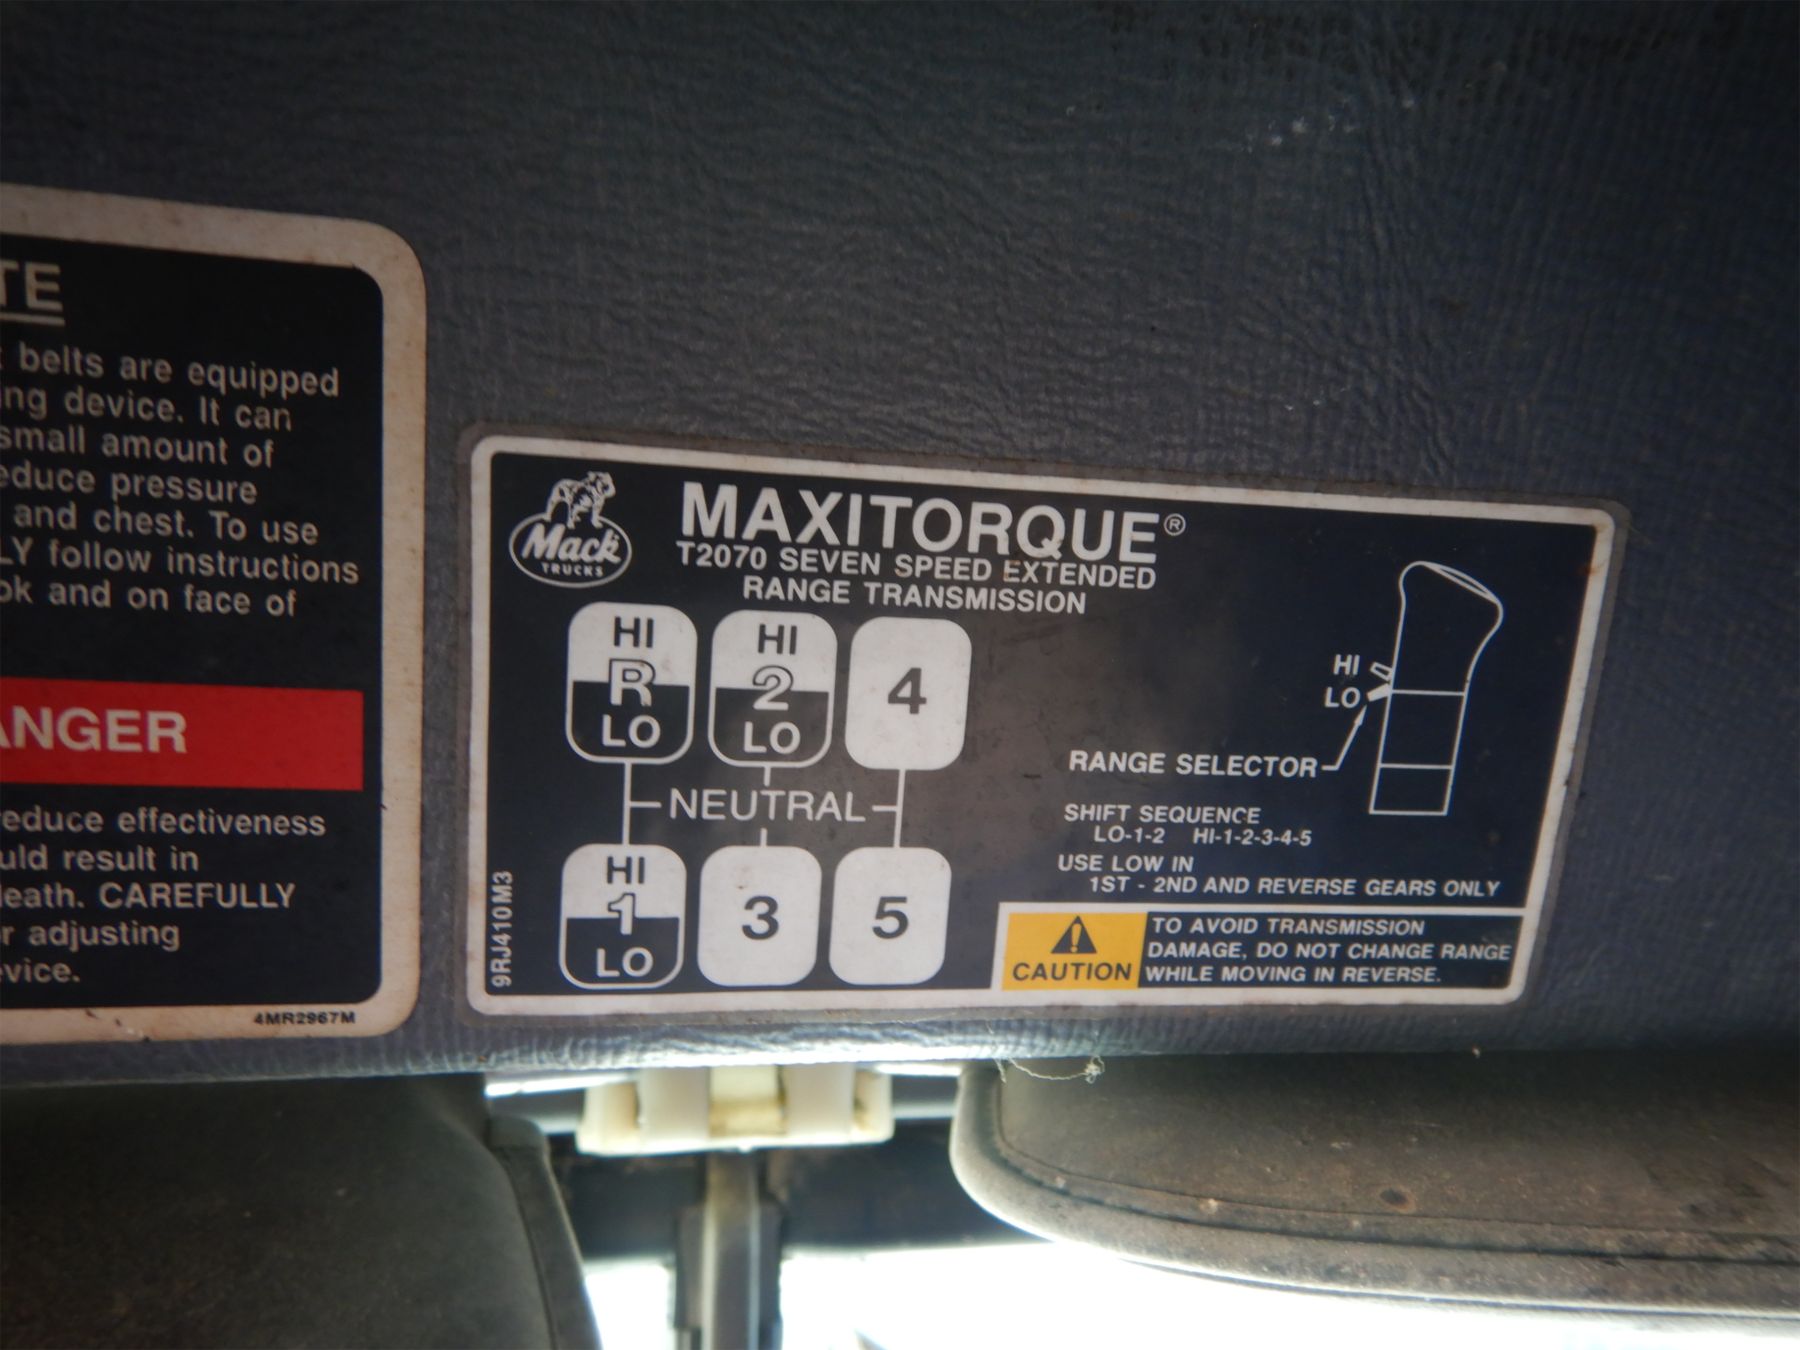 TE
belts are equipped
ing device. It can
small amount of
educe pressure
and chest. To use
LY follow instructions
ok and on face of
ANGER
educe effectiveness
uld result in
eath. CAREFULLY
r adjusting
evice.
4MR2967M
Mack
TRUCKS
MAXITORQUE®
T2070 SEVEN SPEED EXTENDED
RANGE TRANSMISSION
HI HI
R 2 4
LO LO
NEUTRAL
HI
1 3 5
LO
9RJ410M3
HI
LO
RANGE SELECTOR
SHIFT SEQUENCE
LO-1-2 HI-1-2-3-4-5
USE LOW IN
1ST - 2ND AND REVERSE GEARS ONLY
CAUTION
TO AVOID TRANSMISSION
DAMAGE, DO NOT CHANGE RANGE
WHILE MOVING IN REVERSE.